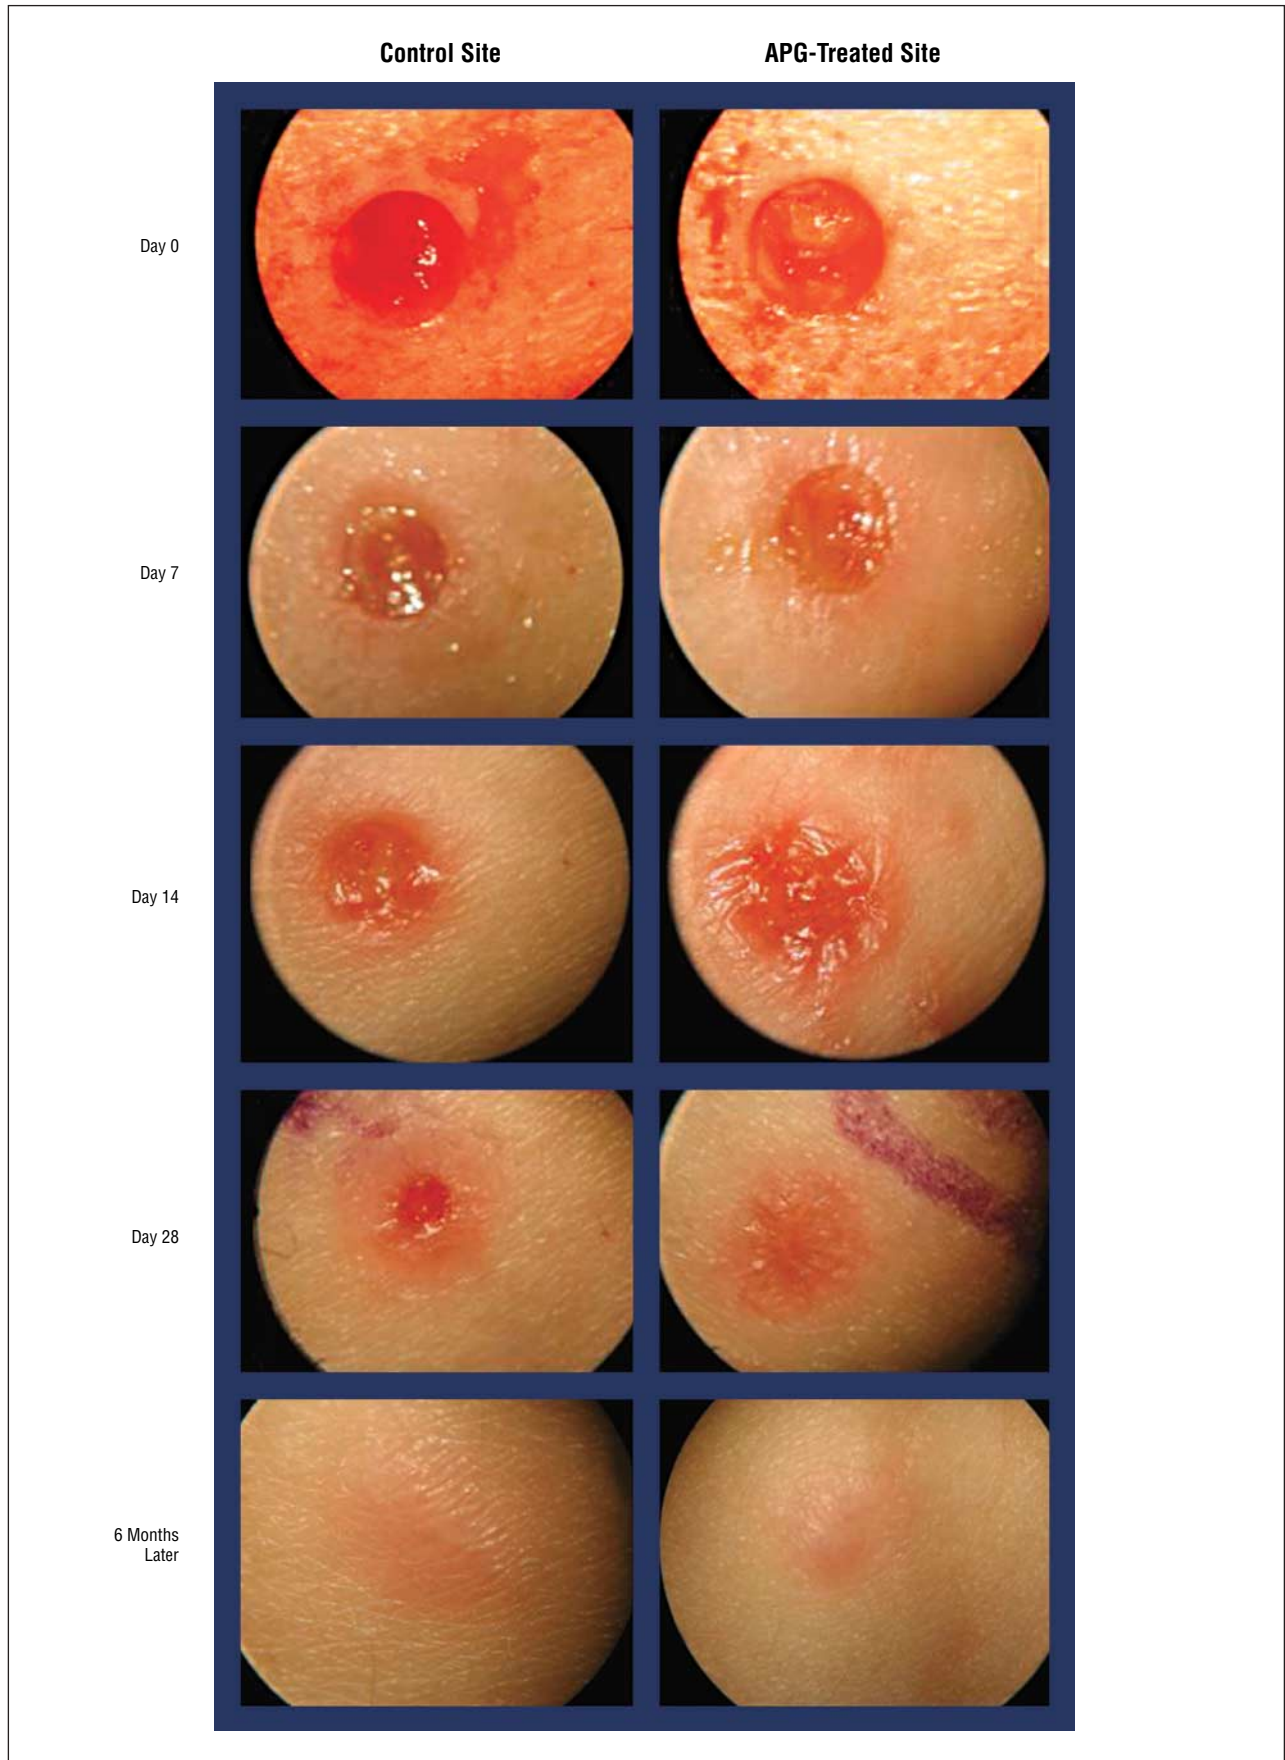 Control Site
APG-Treated Site
Day 0
Day 7
Day 14
Day 28
6 Months
Later